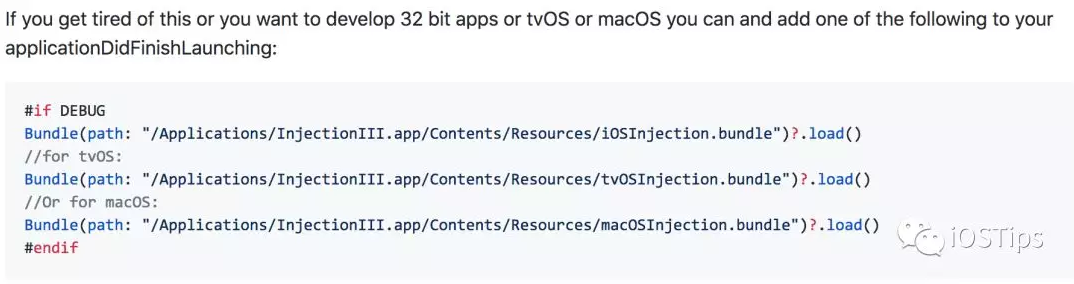 If you get tired of this or you want to develop 32 bit apps or tvOS or macOS you can and add one of the following to your
applicationDidFinishLaunching:
#if DEBUG
Bundle(path: "/Applications/InjectionIII.app/Contents/Resources/iOSInjection.bundle")?.load()
//for tvOS:
Bundle(path: "/Applications/InjectionIII.app/Contents/Resources/tvOSInjection.bundle")?.load()
//Or for macOS:
Bundle(path: "/Applications/InjectionIII.app/Contents/Resources/macOSInjection.bundle")?.load()
#endif
iOSTips